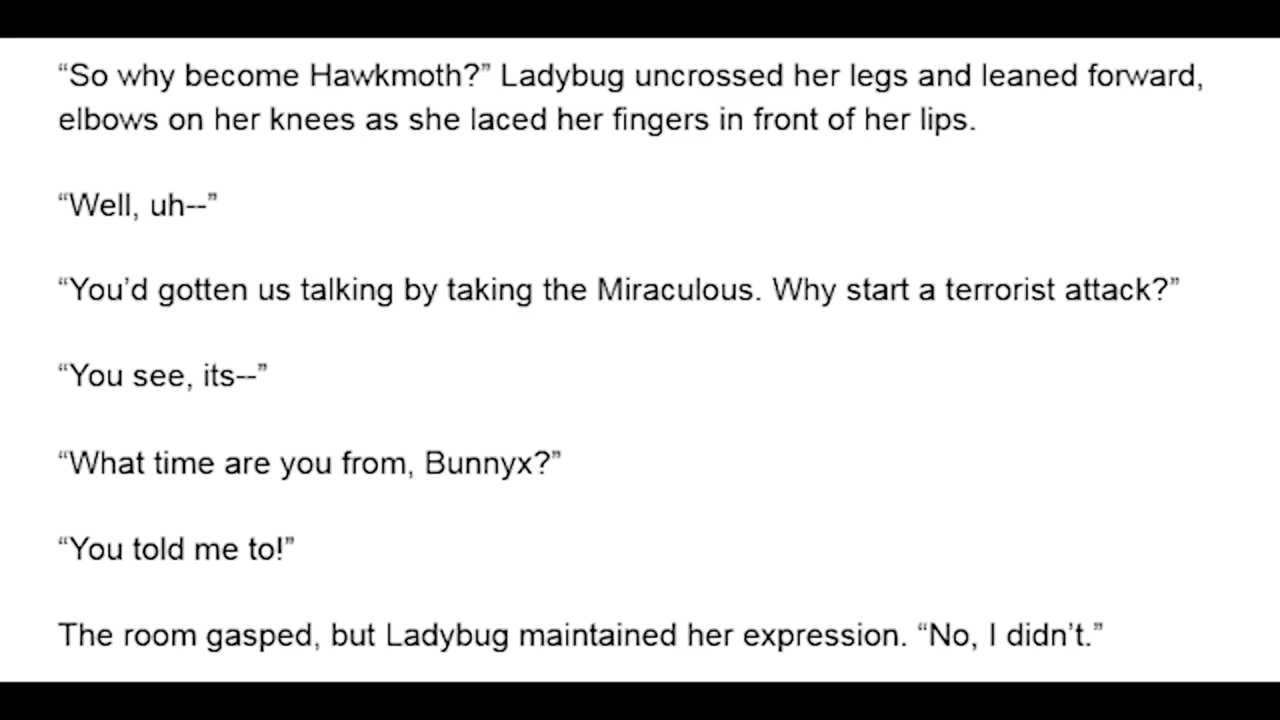 “So why become Hawkmoth?” Ladybug uncrossed her legs and leaned forward,
elbows on her knees as she laced her fingers in front of her lips.
“Well, uh--”
“You’d gotten us talking by taking the Miraculous. Why start a terrorist attack?”
“You see, its--”
“What time are you from, Bunnyx?”
“You told me to!”
The room gasped, but Ladybug maintained her expression. “No, I didn’t.”